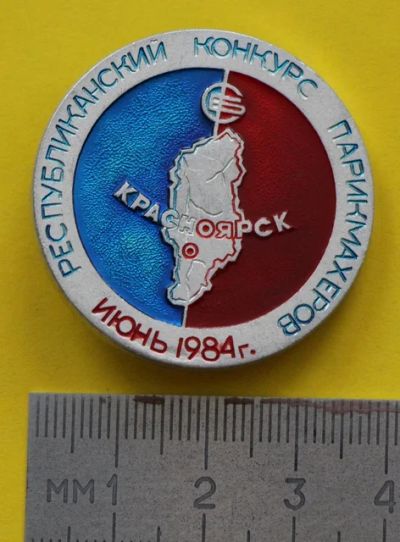 РЕСПУБЛИКАНСКИЙ КОНКУРС ПАРИКМАХЕРОВ
КРАСНОЯРСК
ИЮНЬ 1984г.
ММ 1 2 3 4